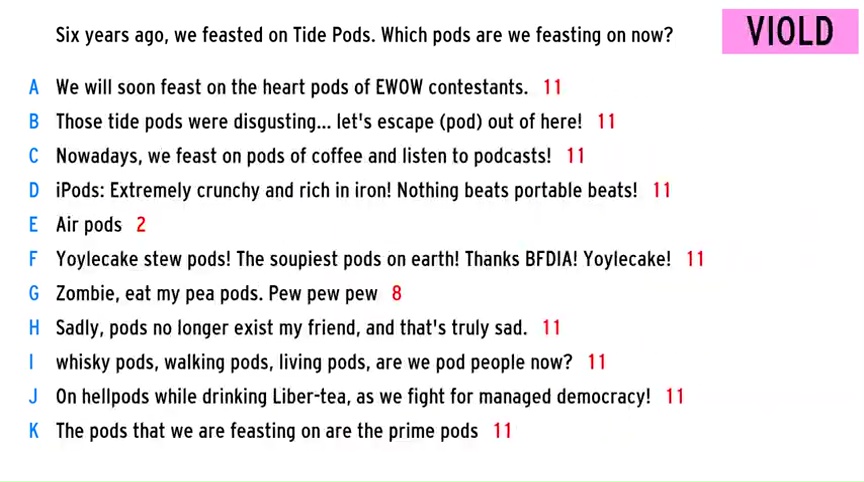 Six years ago, we feasted on Tide Pods. Which pods are we feasting on now?
VIOLD
A We will soon feast on the heart pods of EWOW contestants. 11
B Those tide pods were disgusting... let's escape (pod) out of here! 11
C Nowadays, we feast on pods of coffee and listen to podcasts! 11
D iPods: Extremely crunchy and rich in iron! Nothing beats portable beats! 11
E Air pods 2
F Yoylecake stew pods! The soupiest pods on earth! Thanks BFDIA! Yoylecake! 11
G Zombie, eat my pea pods. Pew pew pew 8
H Sadly, pods no longer exist my friend, and that's truly sad. 11
I whisky pods, walking pods, living pods, are we pod people now? 11
J On hellpods while drinking Liber-tea, as we fight for managed democracy! 11
K The pods that we are feasting on are the prime pods 11